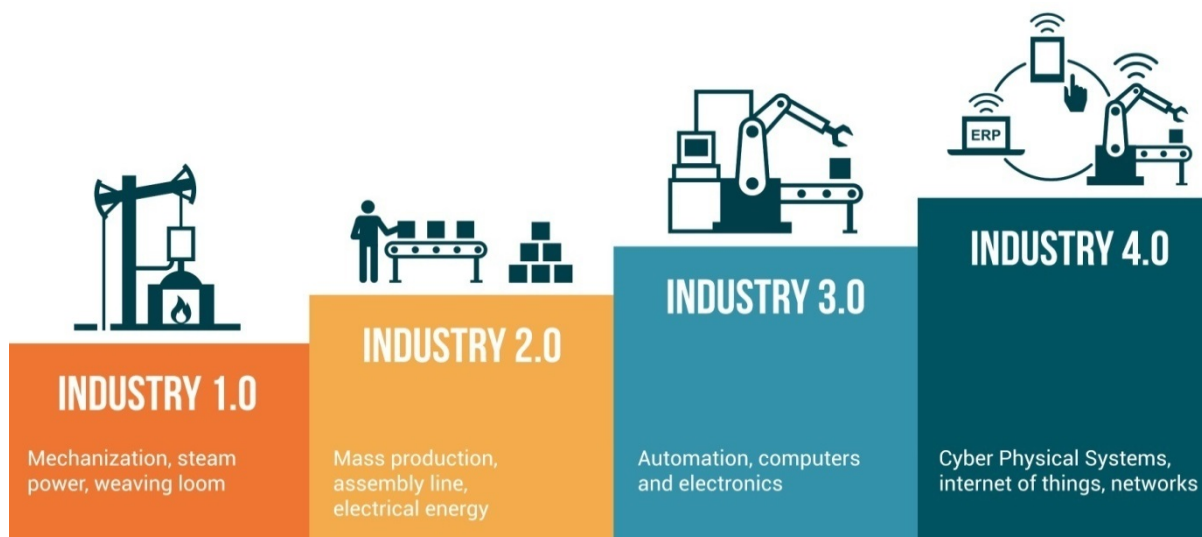 ERP
INDUSTRY 1.0
Mechanization, steam
power, weaving loom
INDUSTRY 2.0
Mass production,
assembly line,
electrical energy
INDUSTRY 3.0
Automation, computers
and electronics
INDUSTRY 4.0
Cyber Physical Systems,
internet of things, networks